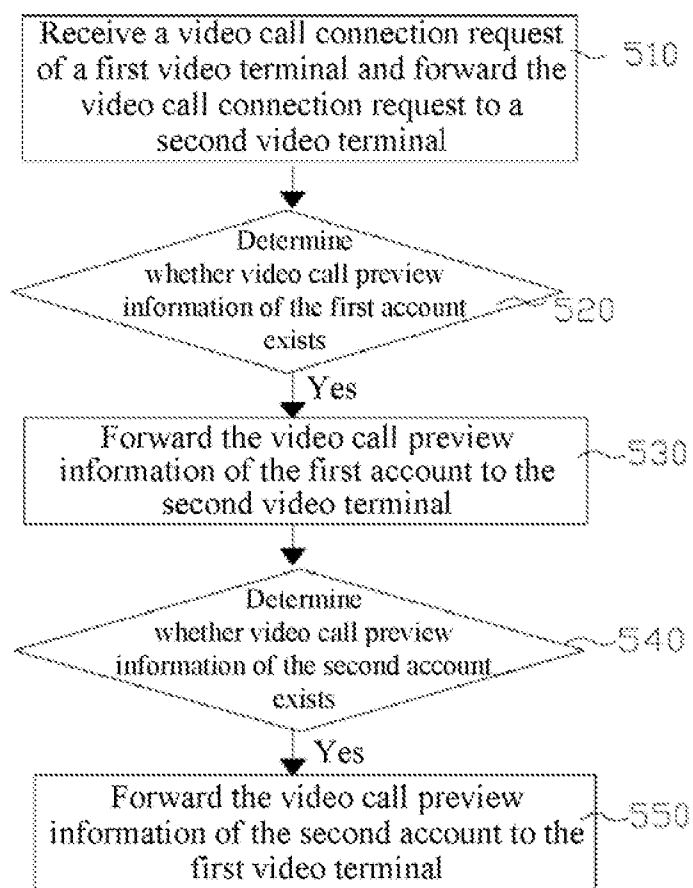 Receive a video call connection request
of a first video terminal and forward the
video call connection request to a
second video terminal
510
Determine
whether video call preview
information of the first account
exists
520
Yes
Forward the video call preview
information of the first account to the
second video terminal
530
Determine
whether video call preview
information of the second account
exists
540
Yes
Forward the video call preview
information of the second account to the
first video terminal
550